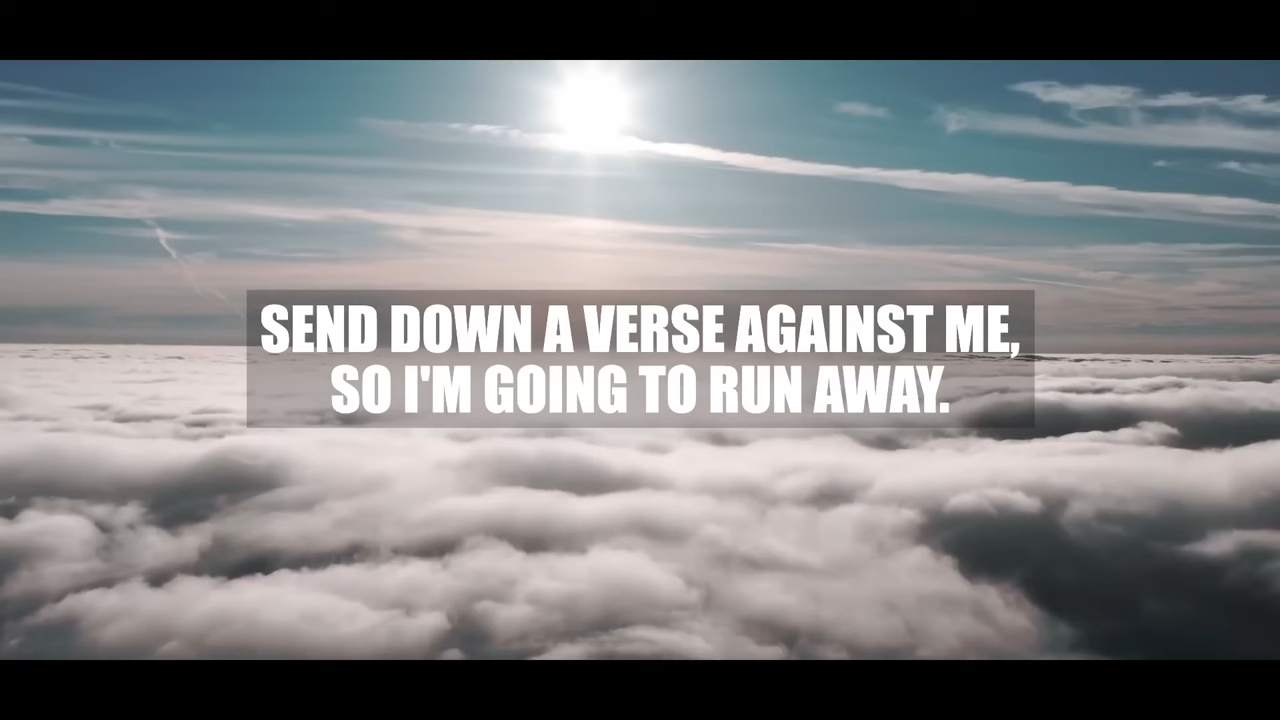 SEND DOWN A VERSE AGAINST ME,
SO I'M GOING TO RUN AWAY.